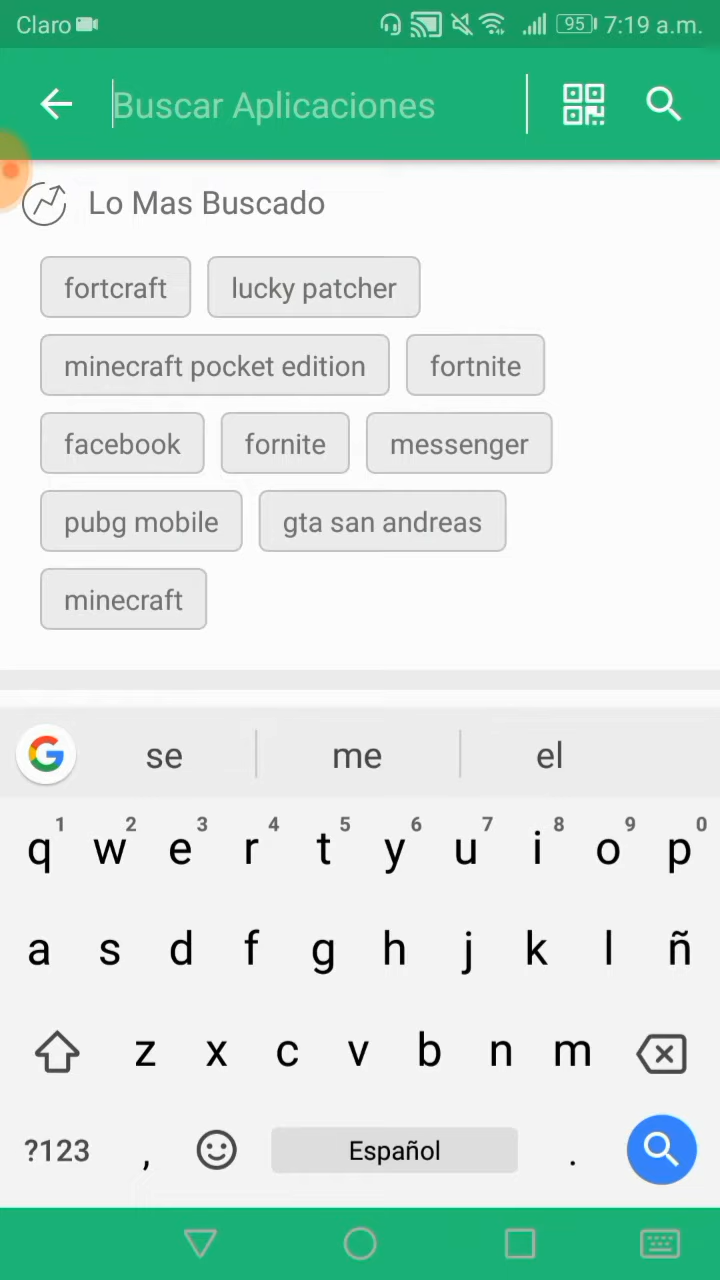 Claro 95 7:19 a.m.
Buscar Aplicaciones
Lo Mas Buscado
fortcraft lucky patcher
minecraft pocket edition fortnite
facebook fornite messenger
pubg mobile gta san andreas
minecraft
G se me el
1 2 3 4 5 6 7 8 9 0
q w e r t y u i o p
a s d f g h j k l ñ
z x c v b n m
?123 , Español .